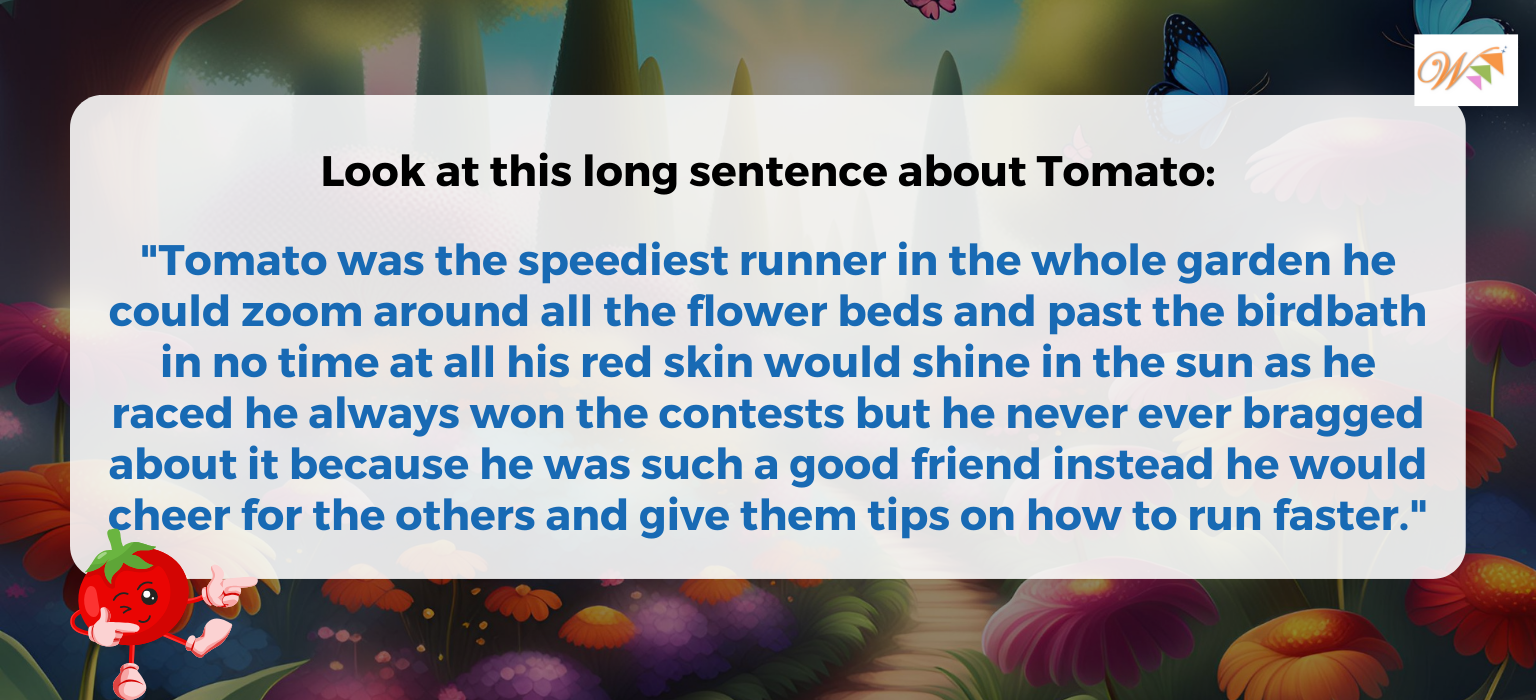 Look at this long sentence about Tomato:
"Tomato was the speediest runner in the whole garden he
could zoom around all the flower beds and past the birdbath
in no time at all his red skin would shine in the sun as he
raced he always won the contests but he never ever bragged
about it because he was such a good friend instead he would
cheer for the others and give them tips on how to run faster."
W